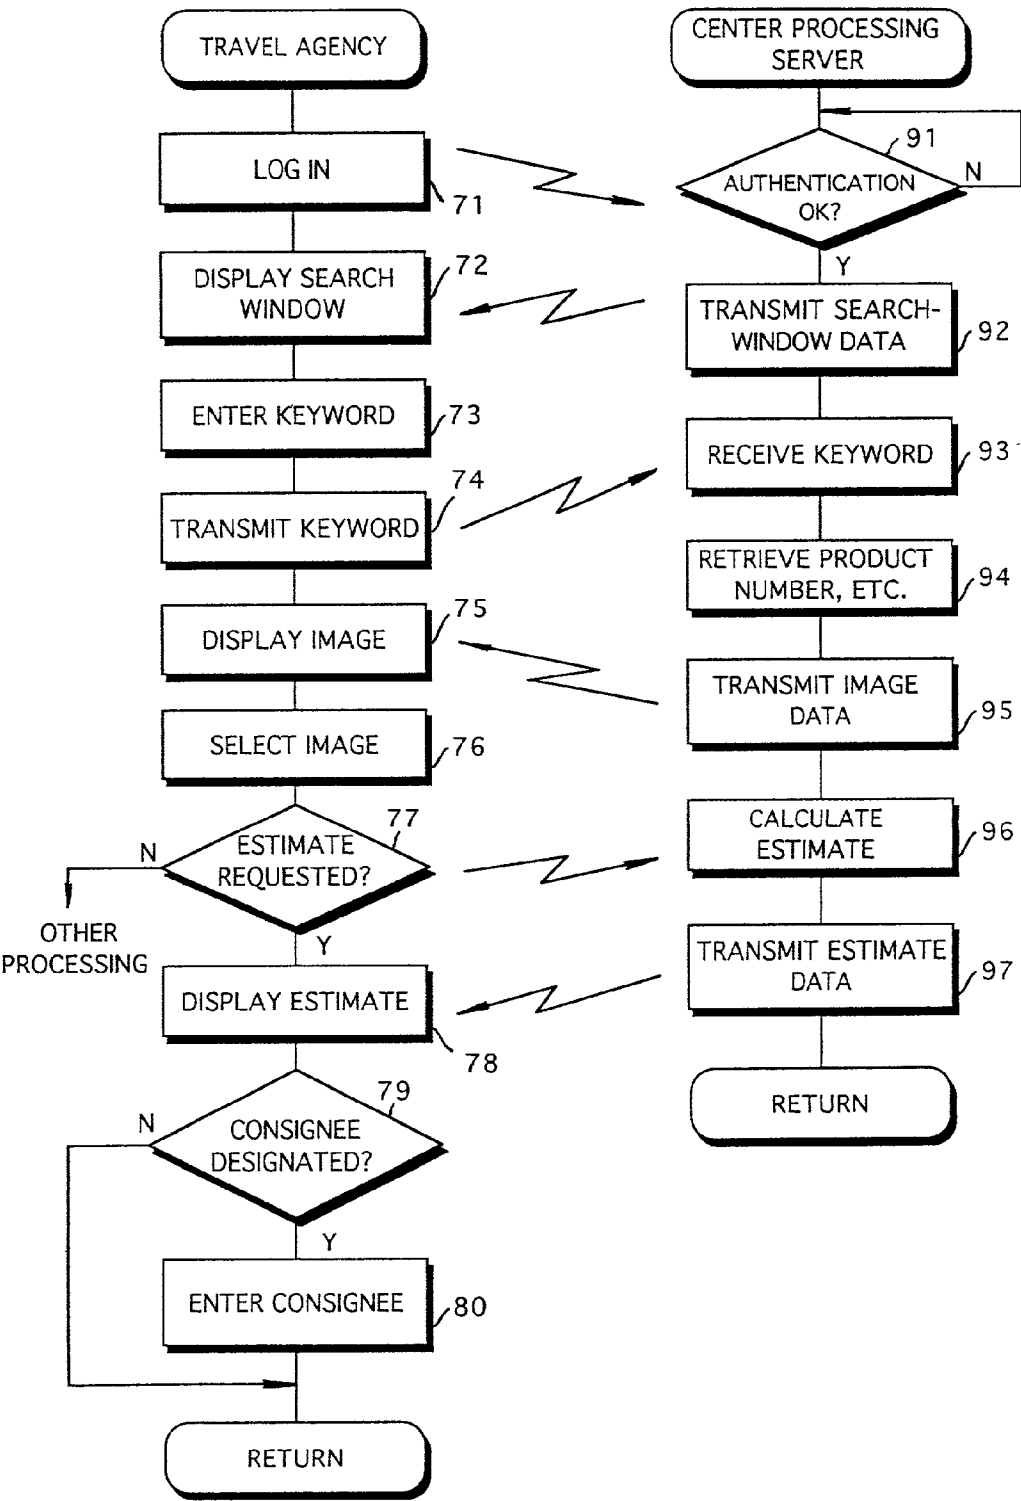 TRAVEL AGENCY
LOG IN
71
DISPLAY SEARCH
WINDOW
72
ENTER KEYWORD
73
TRANSMIT KEYWORD
74
DISPLAY IMAGE
75
SELECT IMAGE
76
ESTIMATE
REQUESTED?
77
N
OTHER
PROCESSING
Y
DISPLAY ESTIMATE
78
CONSIGNEE
DESIGNATED?
79
N
Y
ENTER CONSIGNEE
80
RETURN
CENTER PROCESSING
SERVER
AUTHENTICATION
OK?
91
N
Y
TRANSMIT SEARCH-
WINDOW DATA
92
RECEIVE KEYWORD
93
RETRIEVE PRODUCT
NUMBER, ETC.
94
TRANSMIT IMAGE
DATA
95
CALCULATE
ESTIMATE
96
TRANSMIT ESTIMATE
DATA
97
RETURN